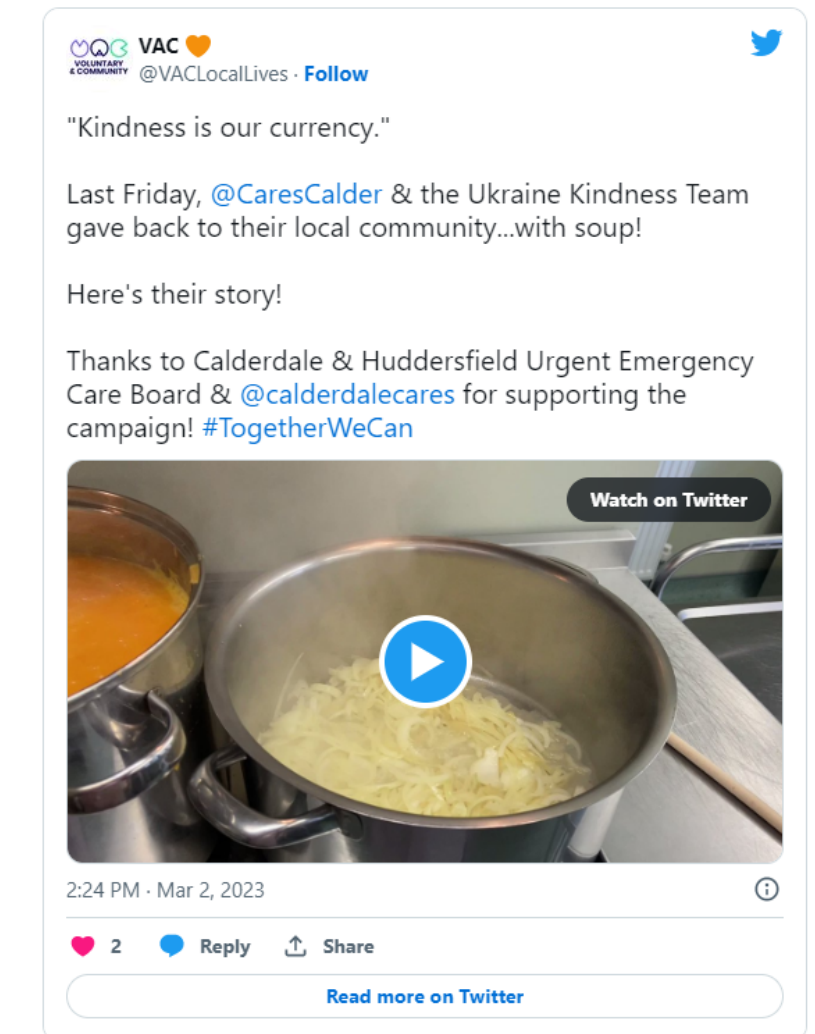 VAC 🧡
VOLUNTARY
& COMMUNITY
@VACLocalLives · Follow
"Kindness is our currency."
Last Friday, @CaresCalder & the Ukraine Kindness Team
gave back to their local community...with soup!
Here's their story!
Thanks to Calderdale & Huddersfield Urgent Emergency
Care Board & @calderdalecares for supporting the
campaign! #TogetherWeCan
Watch on Twitter
2:24 PM · Mar 2, 2023
2 Reply Share
Read more on Twitter